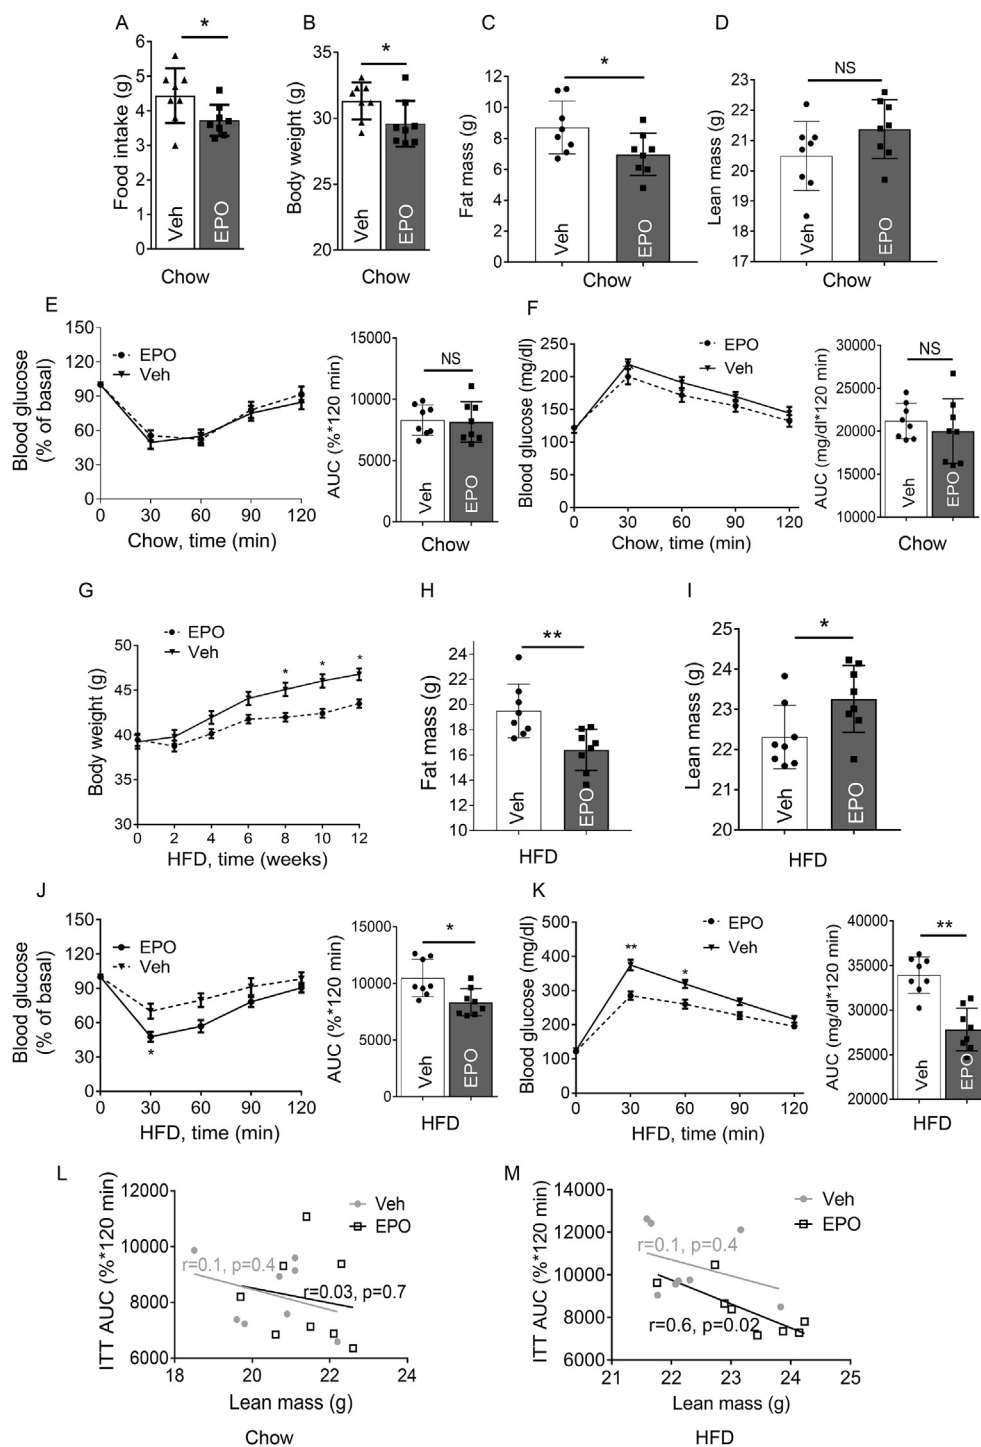 A
*
Food intake (g)
6
5
4
3
2
1
0
Veh
EPO
Chow
B
*
Body weight (g)
35
30
25
20
Veh
EPO
Chow
C
*
Fat mass (g)
12
10
8
6
4
2
0
Veh
EPO
Chow
D
NS
Lean mass (g)
23
22
21
20
19
18
17
Veh
EPO
Chow
E
Blood glucose
(% of basal)
150
120
90
60
30
0
EPO
Veh
0 30 60 90 120
Chow, time (min)
AUC (%*120 min)
15000
10000
5000
0
NS
Veh
EPO
Chow
F
Blood glucose (mg/dl)
250
200
150
100
50
0
EPO
Veh
0 30 60 90 120
Chow, time (min)
AUC (mg/dl*120 min)
30000
25000
20000
15000
10000
NS
Veh
EPO
Chow
G
Body weight (g)
50
45
40
35
30
EPO
Veh
* * *
0 2 4 6 8 10 12
HFD, time (weeks)
H
**
Fat mass (g)
24
22
20
18
16
14
12
10
Veh
EPO
HFD
I
*
Lean mass (g)
25
24
23
22
21
20
Veh
EPO
HFD
J
Blood glucose
(% of basal)
150
120
90
60
30
0
EPO
Veh
*
0 30 60 90 120
HFD, time (min)
AUC (%*120 min)
15000
10000
5000
0
*
Veh
EPO
HFD
K
Blood glucose (mg/dl)
500
400
300
200
100
0
EPO
Veh
**
*
0 30 60 90 120
HFD, time (min)
AUC (mg/dl*120 min)
40000
35000
30000
25000
20000
**
Veh
EPO
HFD
L
ITT AUC (%*120 min)
12000
10000
8000
6000
Veh
EPO
r=0.1, p=0.4
r=0.03, p=0.7
18 20 22 24
Lean mass (g)
Chow
M
ITT AUC (%*120 min)
14000
12000
10000
8000
6000
Veh
EPO
r=0.1, p=0.4
r=0.6, p=0.02
21 22 23 24 25
Lean mass (g)
HFD